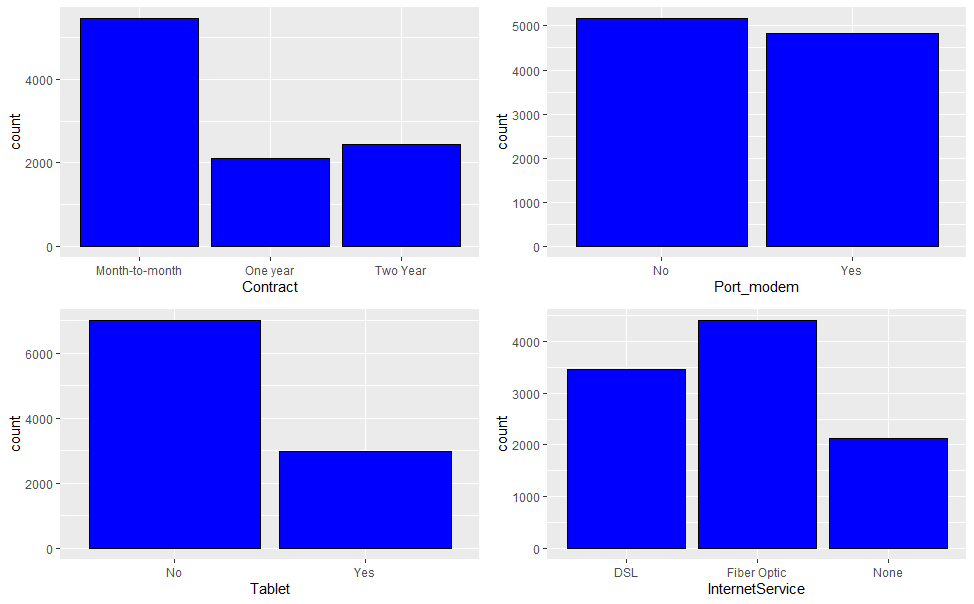 count
4000
2000
0
Month-to-month One year Two Year
Contract
count
5000
4000
3000
2000
1000
0
No Yes
Port_modem
count
6000
4000
2000
0
No Yes
Tablet
count
4000
3000
2000
1000
0
DSL Fiber Optic None
InternetService